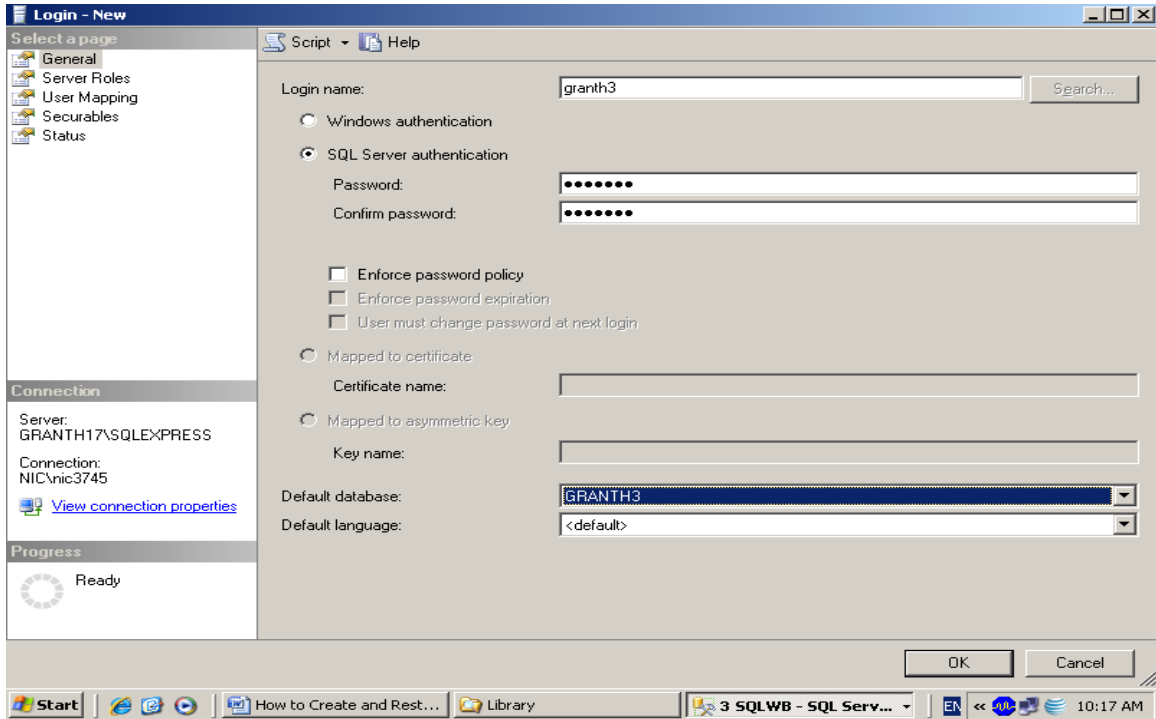 Login - New
Select a page
General
Server Roles
User Mapping
Securables
Status
Script
Help
Login name:
granth3
Search...
Windows authentication
SQL Server authentication
Password:
●●●●●●●
Confirm password:
●●●●●●●
Enforce password policy
Enforce password expiration
User must change password at next login
Mapped to certificate
Certificate name:
Mapped to asymmetric key
Key name:
Default database:
GRANTH3
Default language:
<default>
Connection
Server:
GRANTH17\SQLEXPRESS
Connection:
NIC\nic3745
View connection properties
Progress
Ready
OK
Cancel
Start
How to Create and Rest...
Library
3 SQLWB - SQL Serv...
EN
«
10:17 AM